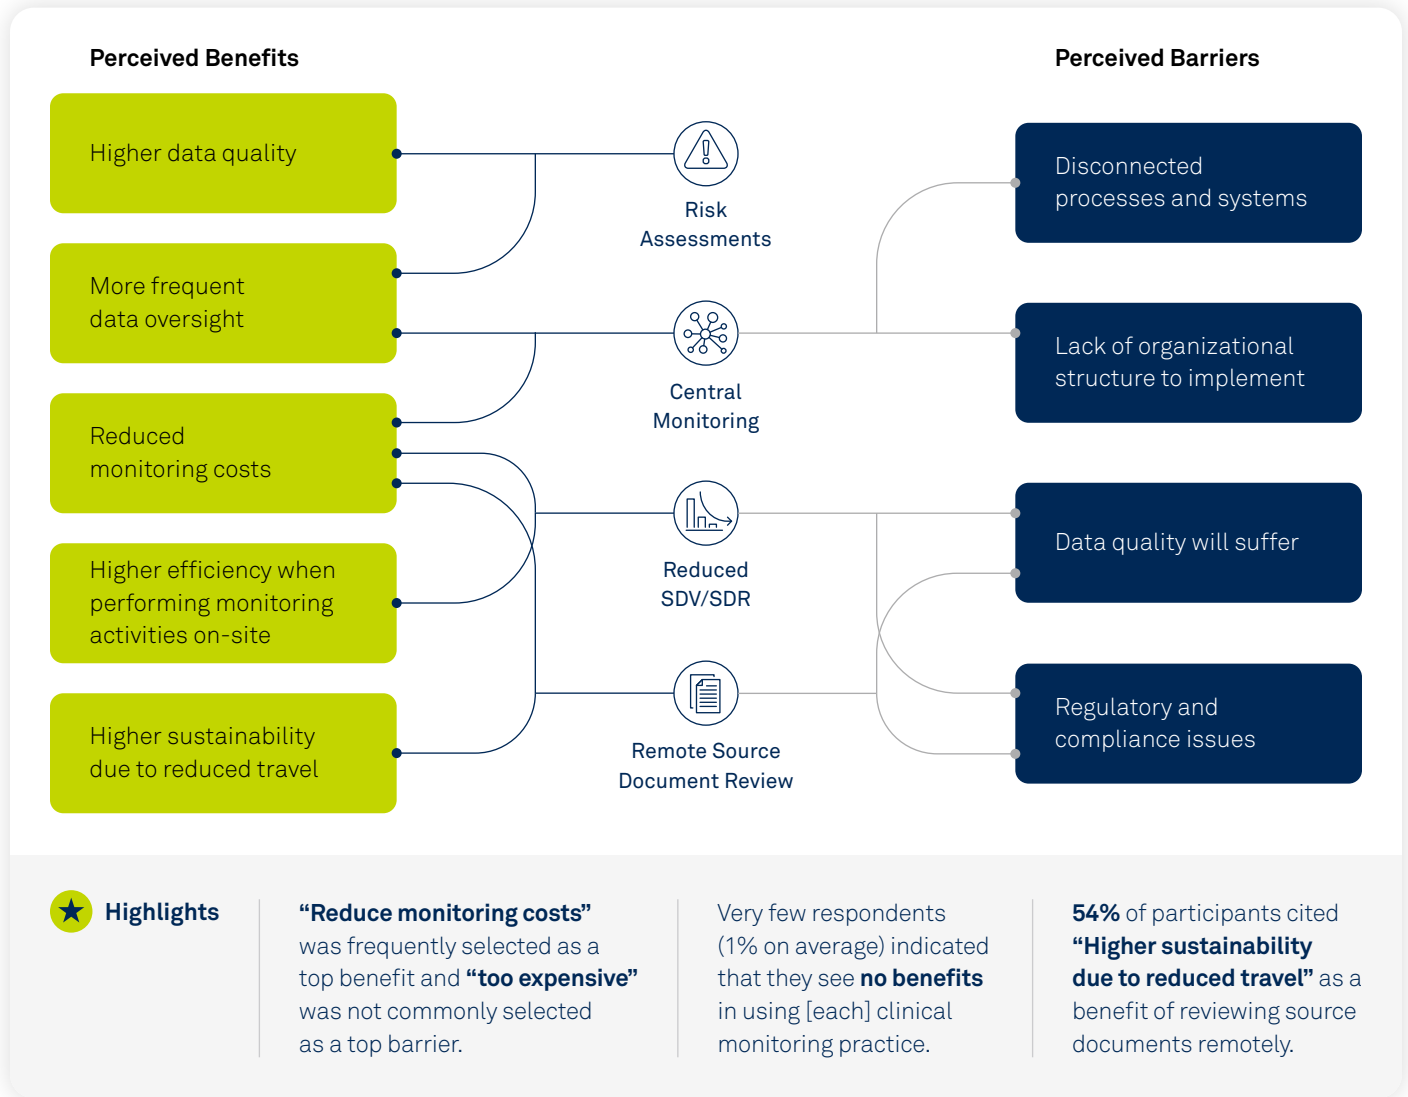 Perceived Benefits
Higher data quality
More frequent
data oversight
Reduced
monitoring costs
Higher efficiency when
performing monitoring
activities on-site
Higher sustainability
due to reduced travel
Risk
Assessments
Central
Monitoring
Reduced
SDV/SDR
Remote Source
Document Review
Perceived Barriers
Disconnected
processes and systems
Lack of organizational
structure to implement
Data quality will suffer
Regulatory and
compliance issues
Highlights
“Reduce monitoring costs”
was frequently selected as a
top benefit and “too expensive”
was not commonly selected
as a top barrier.
Very few respondents
(1% on average) indicated
that they see no benefits
in using [each] clinical
monitoring practice.
54% of participants cited
“Higher sustainability
due to reduced travel” as a
benefit of reviewing source
documents remotely.